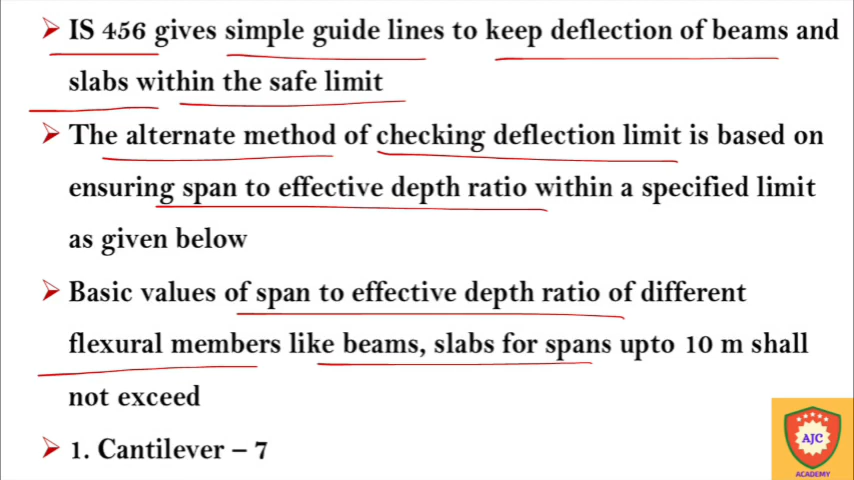 ➢ IS 456 gives simple guide lines to keep deflection of beams and
slabs within the safe limit
➢ The alternate method of checking deflection limit is based on
ensuring span to effective depth ratio within a specified limit
as given below
➢ Basic values of span to effective depth ratio of different
flexural members like beams, slabs for spans upto 10 m shall
not exceed
➢ 1. Cantilever – 7
AJC
ACADEMY